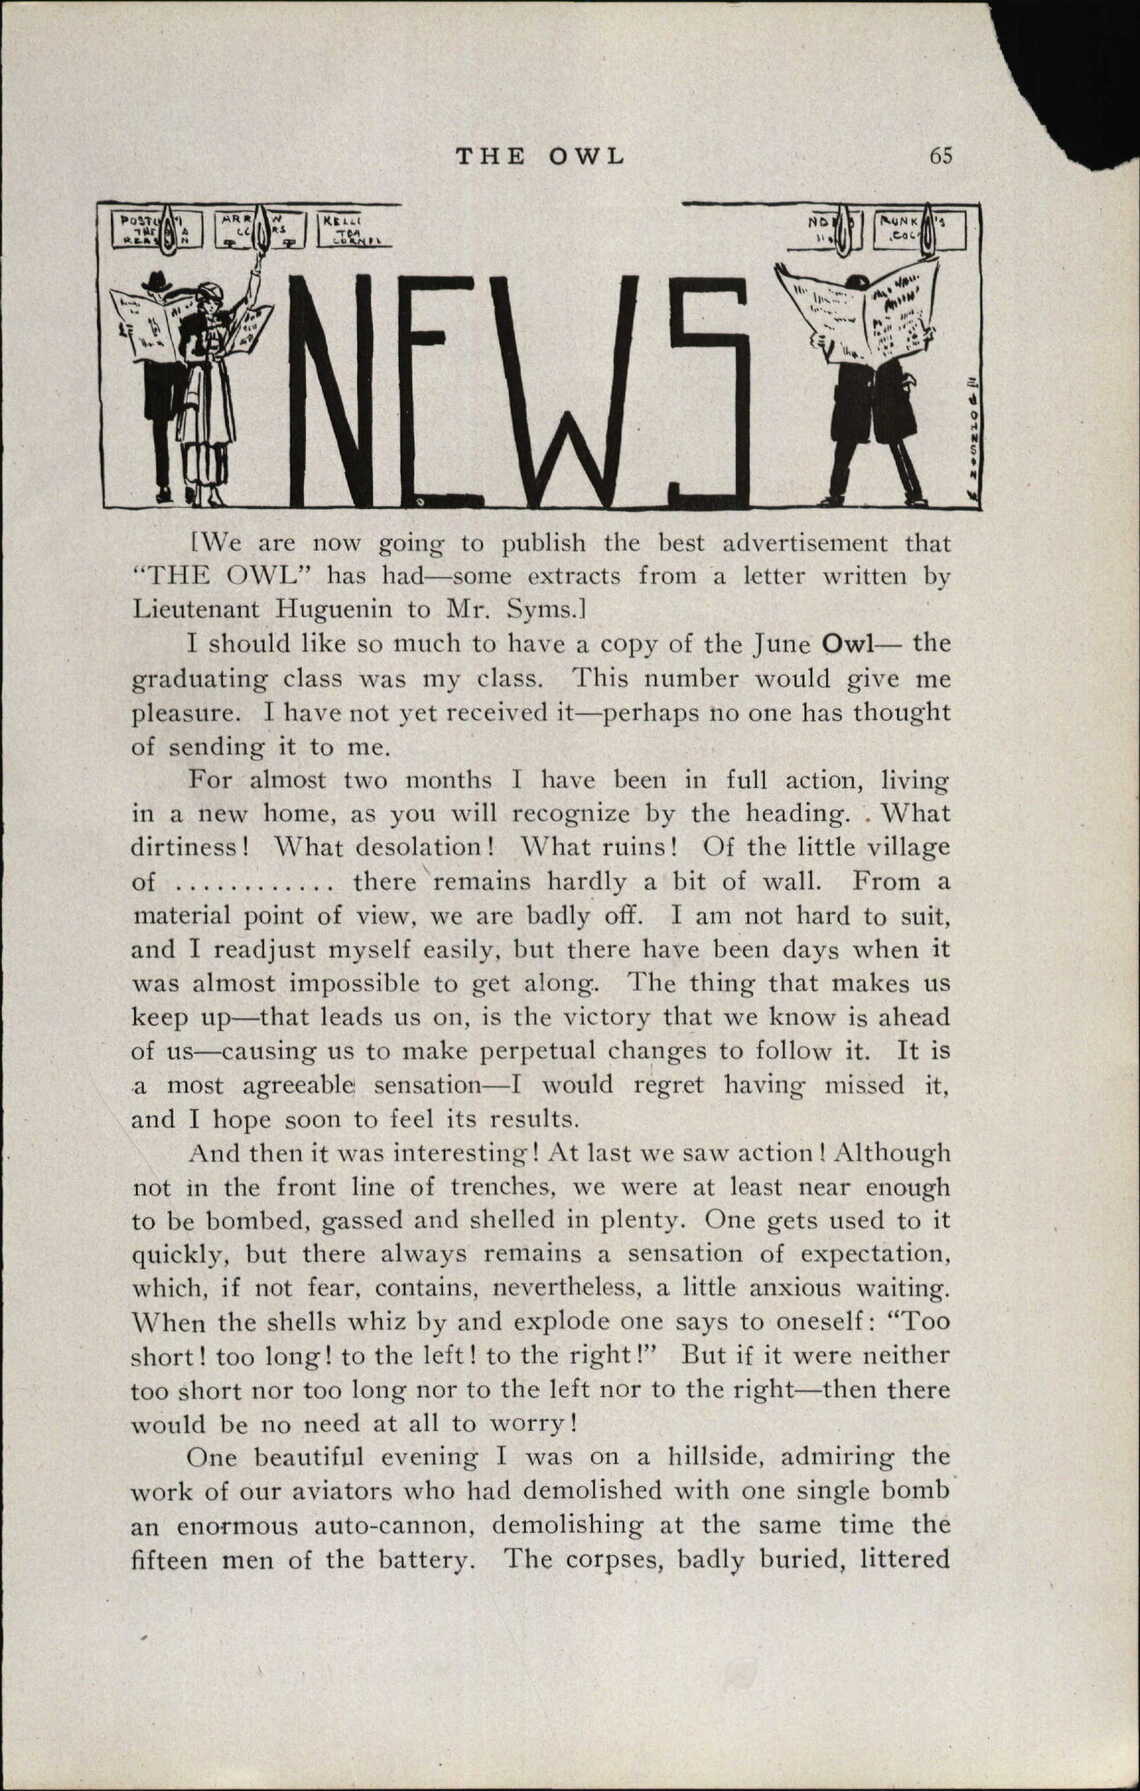 THE OWL 65
NEWS
[We are now going to publish the best advertisement that
“THE OWL” has had—some extracts from a letter written by
Lieutenant Huguenin to Mr. Syms.]
I should like so much to have a copy of the June Owl— the
graduating class was my class. This number would give me
pleasure. I have not yet received it—perhaps no one has thought
of sending it to me.
For almost two months I have been in full action, living
in a new home, as you will recognize by the heading. . What
dirtiness! What desolation! What ruins! Of the little village
of ............ there remains hardly a bit of wall. From a
material point of view, we are badly off. I am not hard to suit,
and I readjust myself easily, but there have been days when it
was almost impossible to get along. The thing that makes us
keep up—that leads us on, is the victory that we know is ahead
of us—causing us to make perpetual changes to follow it. It is
a most agreeable sensation—I would regret having missed it,
and I hope soon to feel its results.
And then it was interesting! At last we saw action! Although
not in the front line of trenches, we were at least near enough
to be bombed, gassed and shelled in plenty. One gets used to it
quickly, but there always remains a sensation of expectation,
which, if not fear, contains, nevertheless, a little anxious waiting.
When the shells whiz by and explode one says to oneself: “Too
short! too long! to the left! to the right!” But if it were neither
too short nor too long nor to the left nor to the right—then there
would be no need at all to worry!
One beautiful evening I was on a hillside, admiring the
work of our aviators who had demolished with one single bomb
an enormous auto-cannon, demolishing at the same time the
fifteen men of the battery. The corpses, badly buried, littered